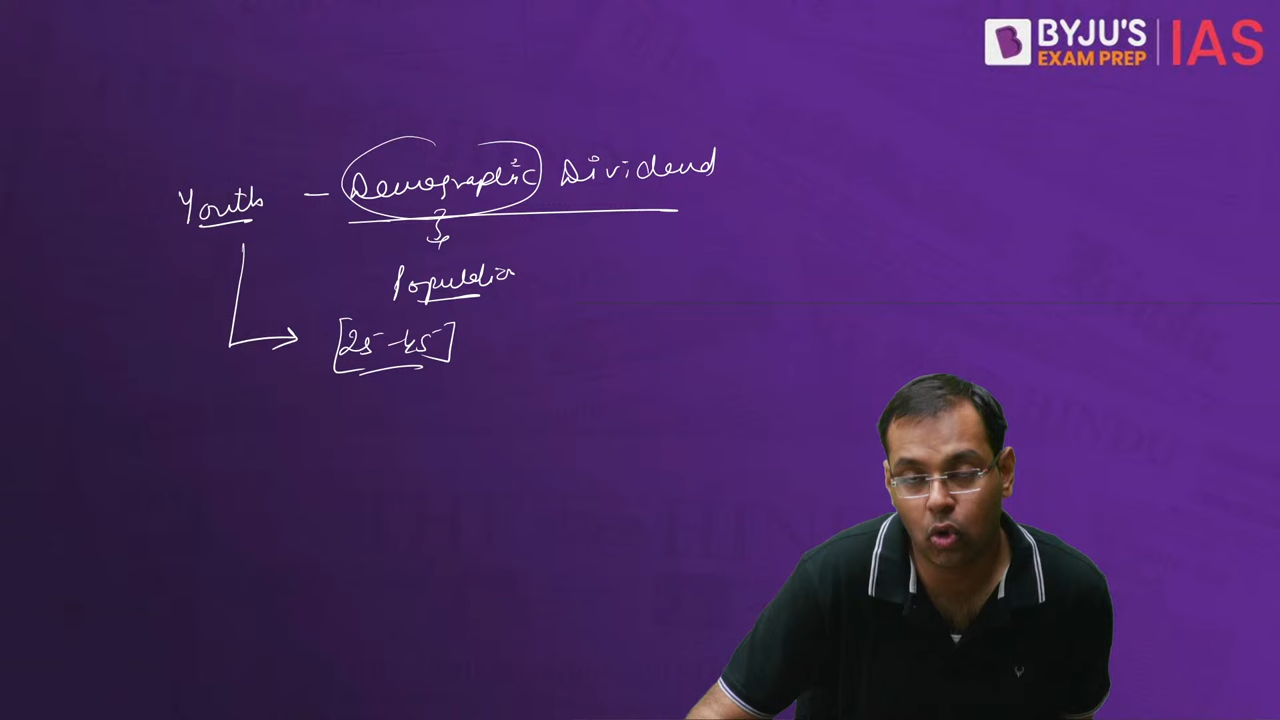 BYJU'S
EXAM PREP
IAS
Youth - Demographic Dividend
Population
[25-45]